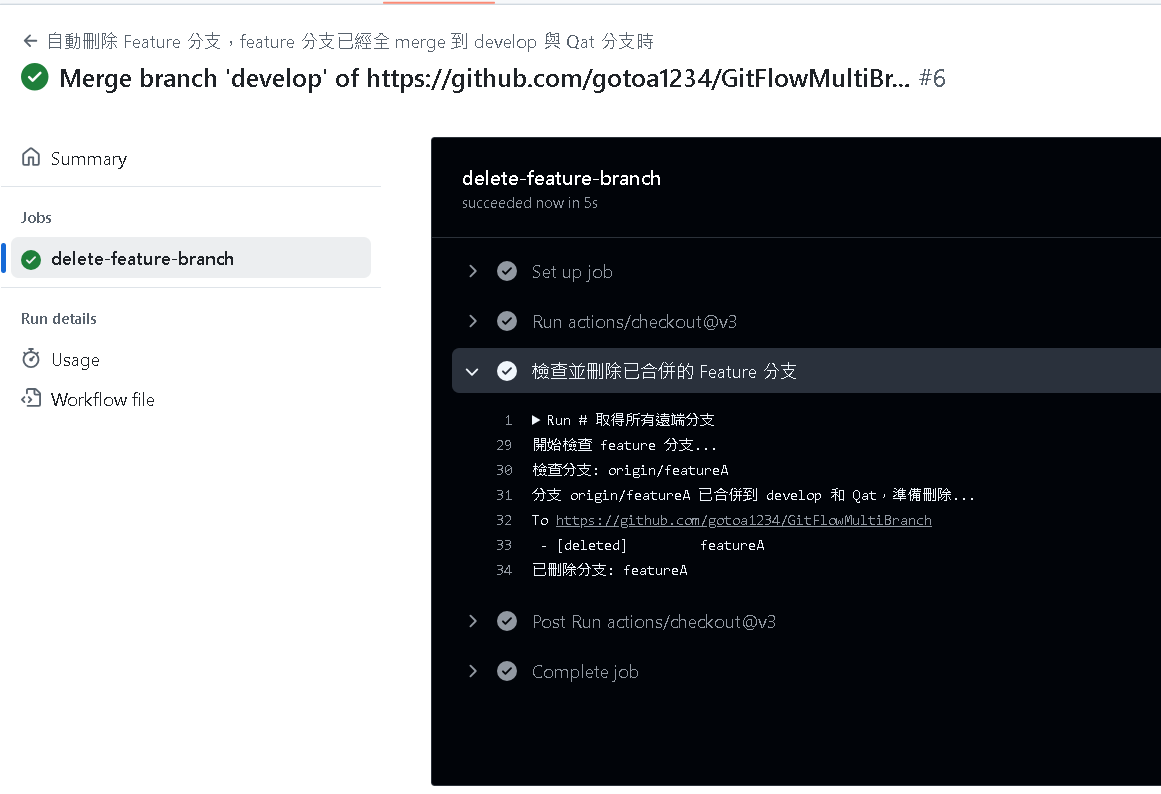 ← 自動刪除 Feature 分支，feature 分支已經全 merge 到 develop 與 Qat 分支時
Merge branch 'develop' of https://github.com/gotoa1234/GitFlowMultiBr... #6
Summary
Jobs
delete-feature-branch
Run details
Usage
Workflow file
delete-feature-branch
succeeded now in 5s
Set up job
Run actions/checkout@v3
檢查並刪除已合併的 Feature 分支
1 ▶ Run # 取得所有遠端分支
29 開始檢查 feature 分支...
30 檢查分支: origin/featureA
31 分支 origin/featureA 已合併到 develop 和 Qat，準備刪除...
32 To https://github.com/gotoa1234/GitFlowMultiBranch
33 - [deleted] featureA
34 已刪除分支: featureA
Post Run actions/checkout@v3
Complete job